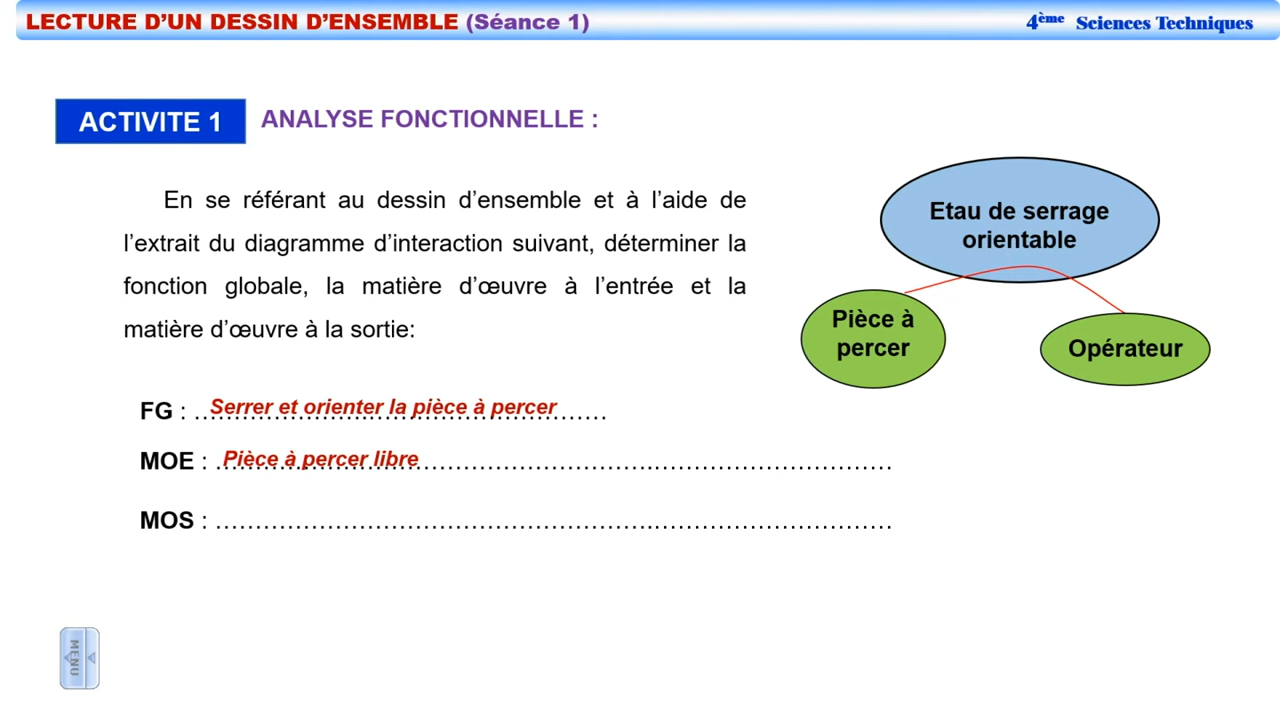 LECTURE D’UN DESSIN D’ENSEMBLE (Séance 1)
4ème Sciences Techniques
ACTIVITE 1
ANALYSE FONCTIONNELLE :
En se référant au dessin d’ensemble et à l’aide de
l’extrait du diagramme d’interaction suivant, déterminer la
fonction globale, la matière d’œuvre à l’entrée et la
matière d’œuvre à la sortie:
Etau de serrage
orientable
Pièce à
percer
Opérateur
FG : Serrer et orienter la pièce à percer
MOE : Pièce à percer libre
MOS : ……………………………………………………………………
MENU